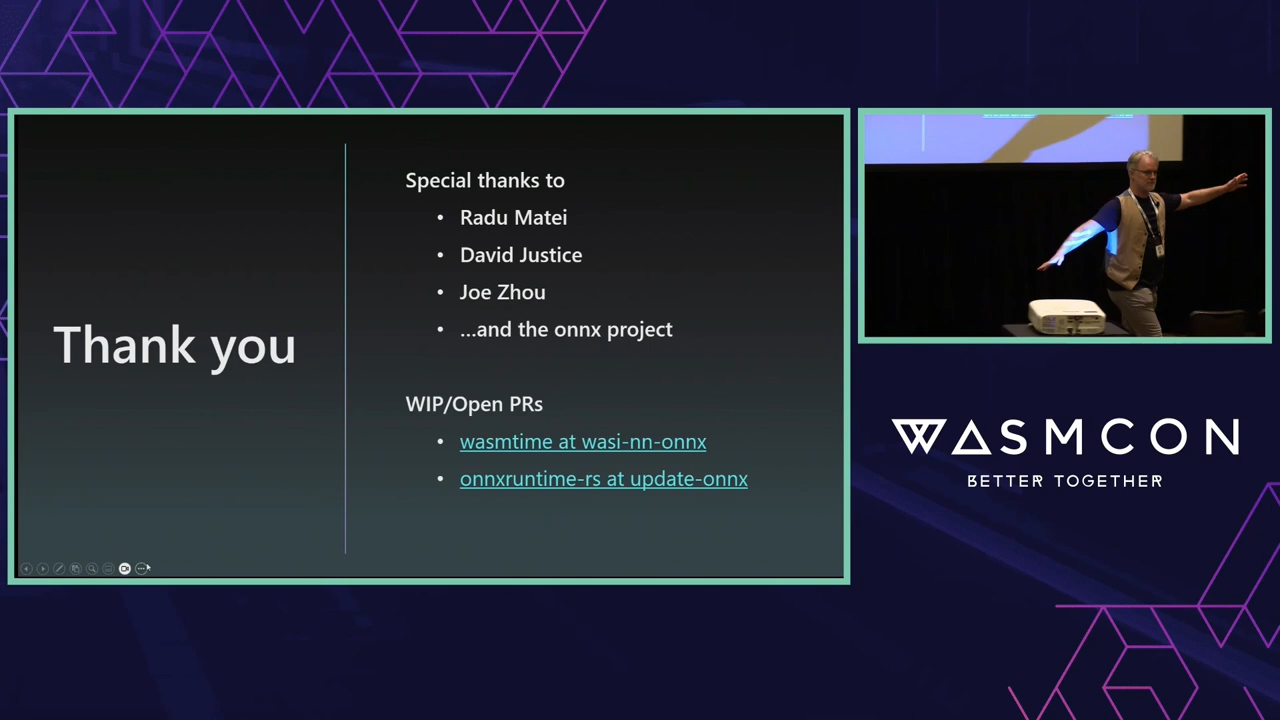 Thank you
Special thanks to
• Radu Matei
• David Justice
• Joe Zhou
• ...and the onnx project
WIP/Open PRs
• wasmtime at wasi-nn-onnx
• onnxruntime-rs at update-onnx
WASMCON
BETTER TOGETHER